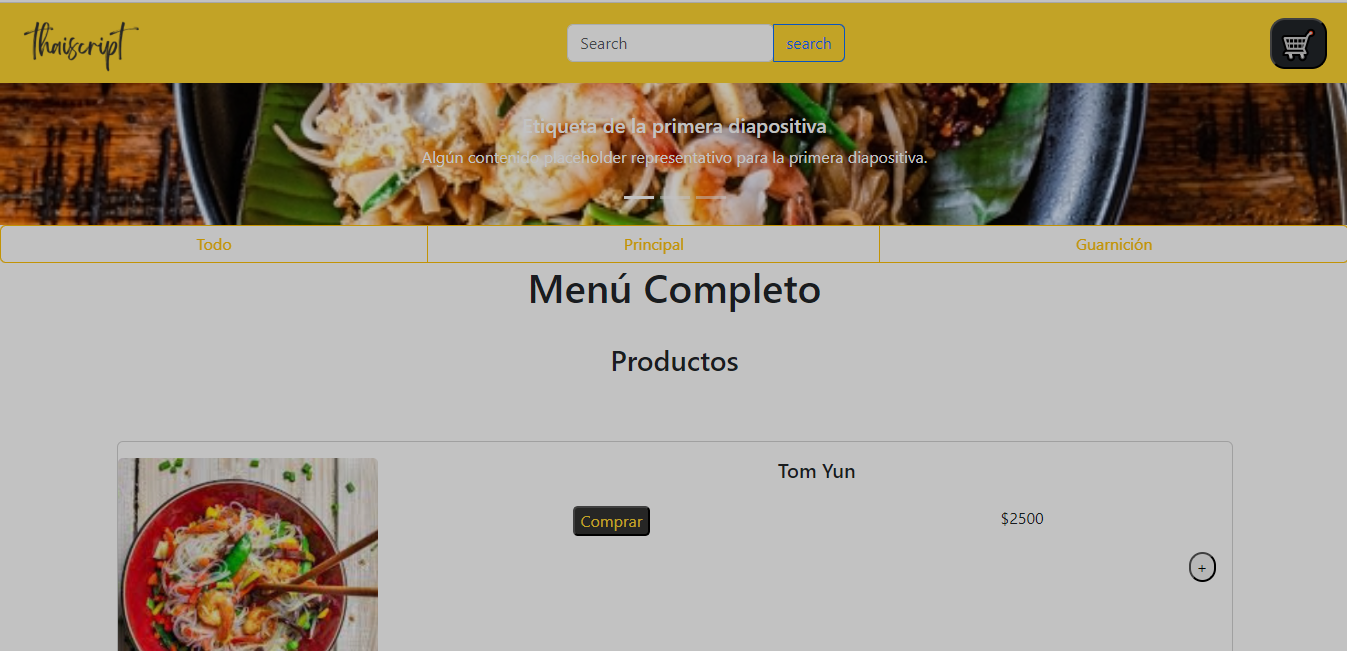 thaiscript
Search
search
Etiqueta de la primera diapositiva
Algún contenido placeholder representativo para la primera diapositiva.
Todo
Principal
Guarnición
Menú Completo
Productos
Tom Yun
Comprar
$2500
+